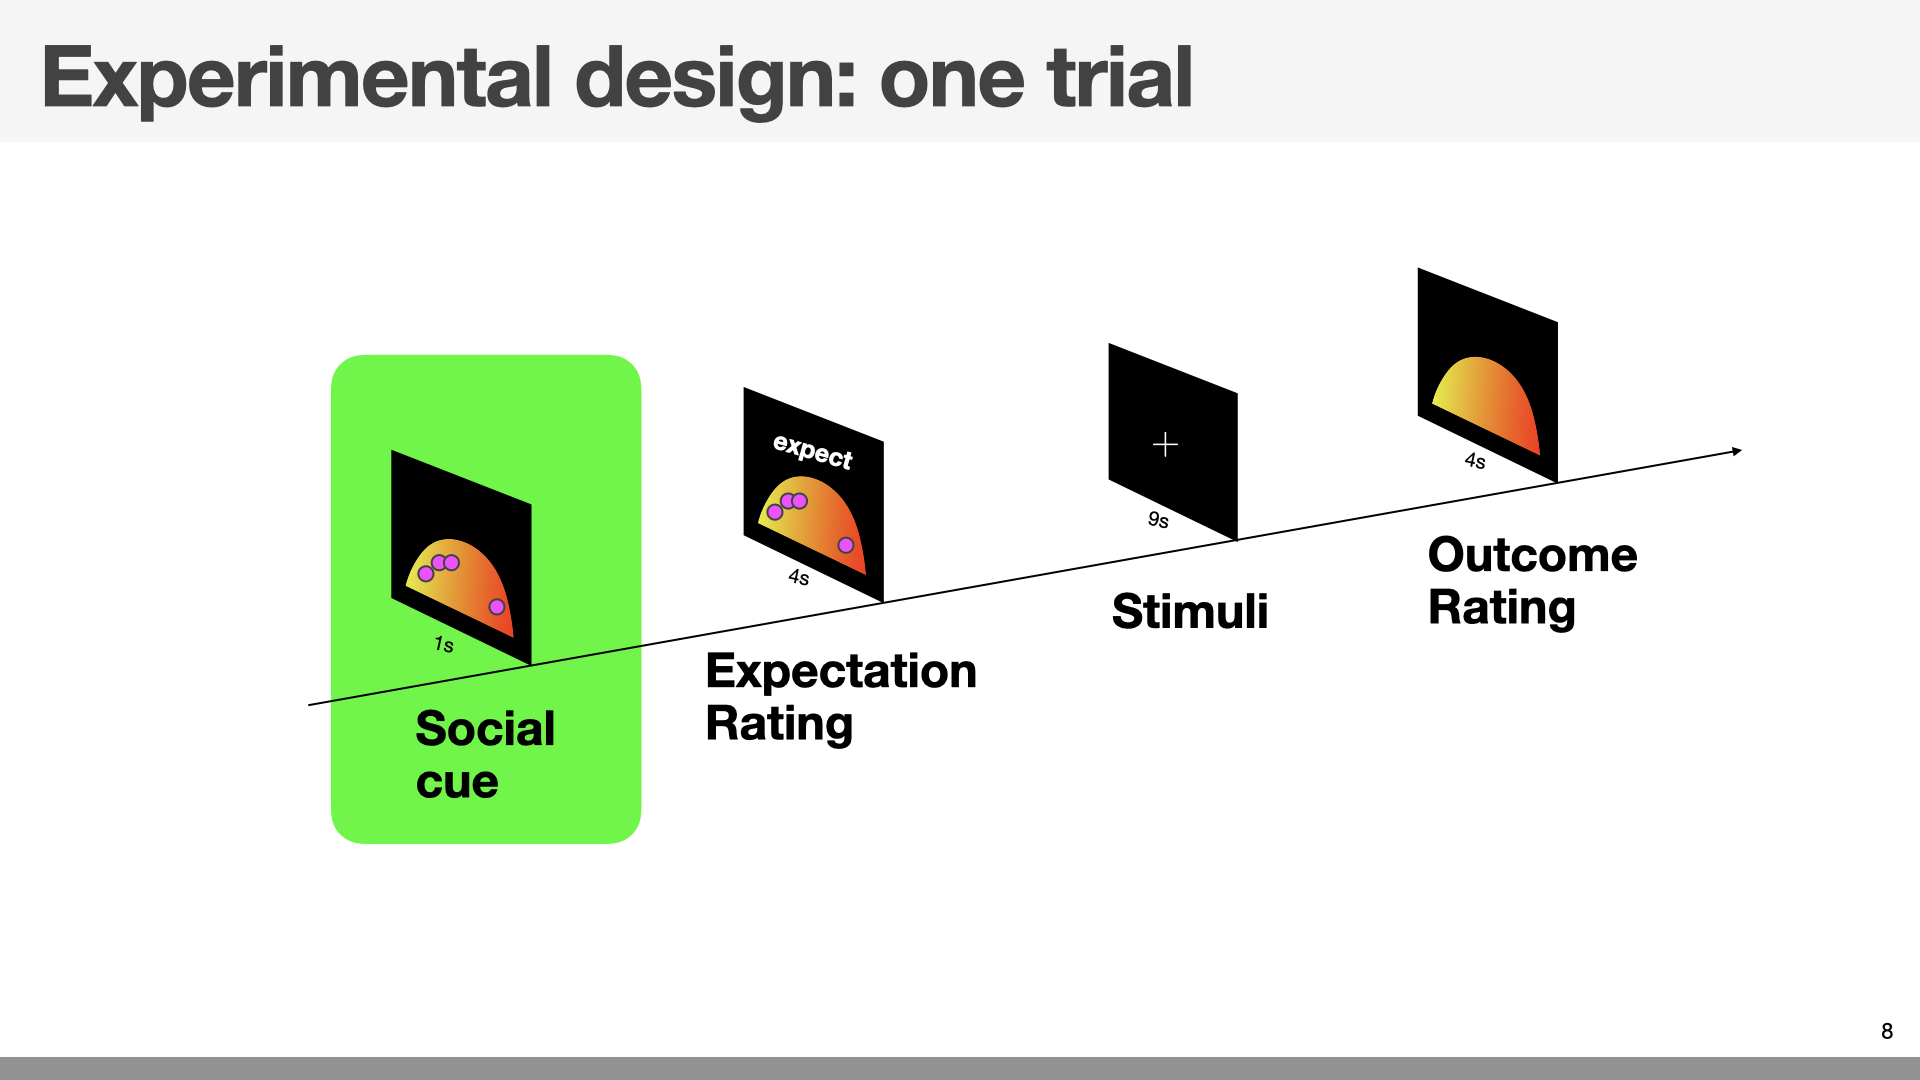 Experimental design: one trial
1s
Social
cue
expect
4s
Expectation
Rating
9s
Stimuli
4s
Outcome
Rating
8